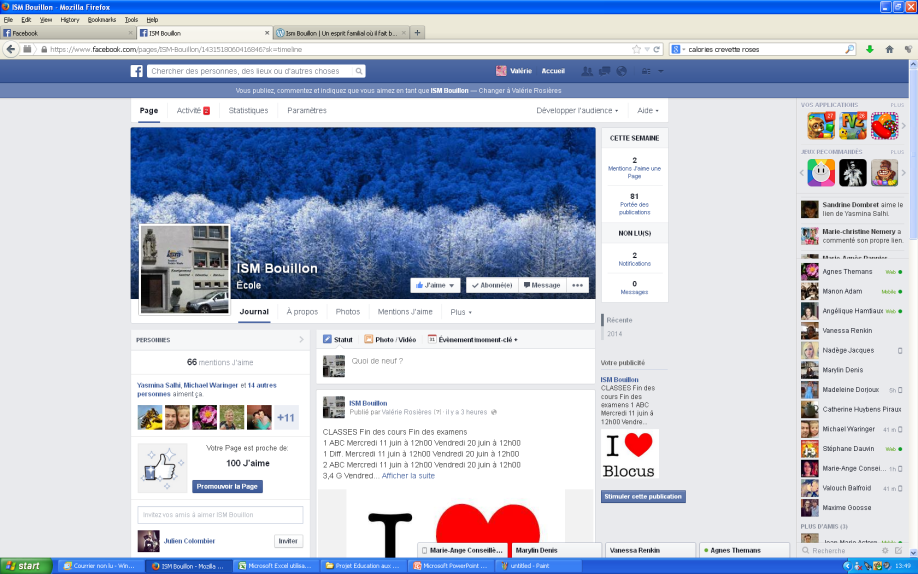 ISM Bouillon - Mozilla Firefox
File Edit View History Bookmarks Tools Help
Facebook
ISM Bouillon
Ism Bouillon | Un esprit familial où il fait b...
https://www.facebook.com/pages/ISM-Bouillon/1431518060416846?sk=timeline
calories crevette roses
Chercher des personnes, des lieux ou d'autres choses
Valérie Accueil
Vous publiez, commentez et indiquez que vous aimez en tant que ISM Bouillon — Changer à Valérie Rosières
Page Activité 2 Statistiques Paramètres Développer l'audience Aide
ISM Bouillon
École
J'aime Abonné(e) Message
Journal À propos Photos Mentions J'aime Plus
CETTE SEMAINE
2
Mentions J'aime une
Page
81
Portée des
publications
NON LU(S)
2
Notifications
0
Messages
Récente
2014
PERSONNES
66 mentions J'aime
Yasmina Salhi, Michael Waringer et 14 autres
personnes aiment ça.
+11
Votre Page est proche de:
100 J'aime
Promouvoir la Page
Invitez vos amis à aimer ISM Bouillon
Julien Colombier Inviter
Statut Photo / Vidéo Évènement/moment-clé +
Quoi de neuf ?
ISM Bouillon
Publié par Valérie Rosières [?] · il y a 3 heures
CLASSES Fin des cours Fin des examens
1 ABC Mercredi 11 juin à 12h00 Vendredi 20 juin à 12h00
1 Diff. Mercredi 11 juin à 12h00 Vendredi 20 juin à 12h00
2 ABC Mercredi 11 juin à 12h00 Vendredi 20 juin à 12h00
3,4 G Vendred... Afficher la suite
I
Votre publicité
ISM Bouillon
CLASSES Fin des
cours Fin des
examens 1 ABC
Mercredi 11 juin à
12h00 Vendre...
I
Blocus
Stimuler cette publication
VOS APPLICATIONS PLUS
27 26
JEUX RECOMMANDÉS PLUS
Sandrine Dombret aime le
lien de Yasmina Salhi.
Marie-christine Nemery a
commenté son propre lien.
Agnes Themans Web
Manon Adam Mobile
Angélique Hamtiaux Web
Vanessa Renkin
Nadège Jacques
Marylin Denis
Madeleine Dorjoux 5h
Catherine Huybens Piraux
Michael Waringer 41 m
Stéphane Dauvin Web
Marie-Ange Consei... 1h
Valouch Balfroid 41 m
Maxime Goosse
PLUS D'AMIS (3)
Recherche
Marie-Ange Conseillè... Marylin Denis Vanessa Renkin Agnes Themans
start
Courrier non lu - Win...
ISM Bouillon - Mozilla ...
Microsoft Excel utilisa...
Projet Education aux ...
Microsoft PowerPoint ...
untitled - Paint
13:49